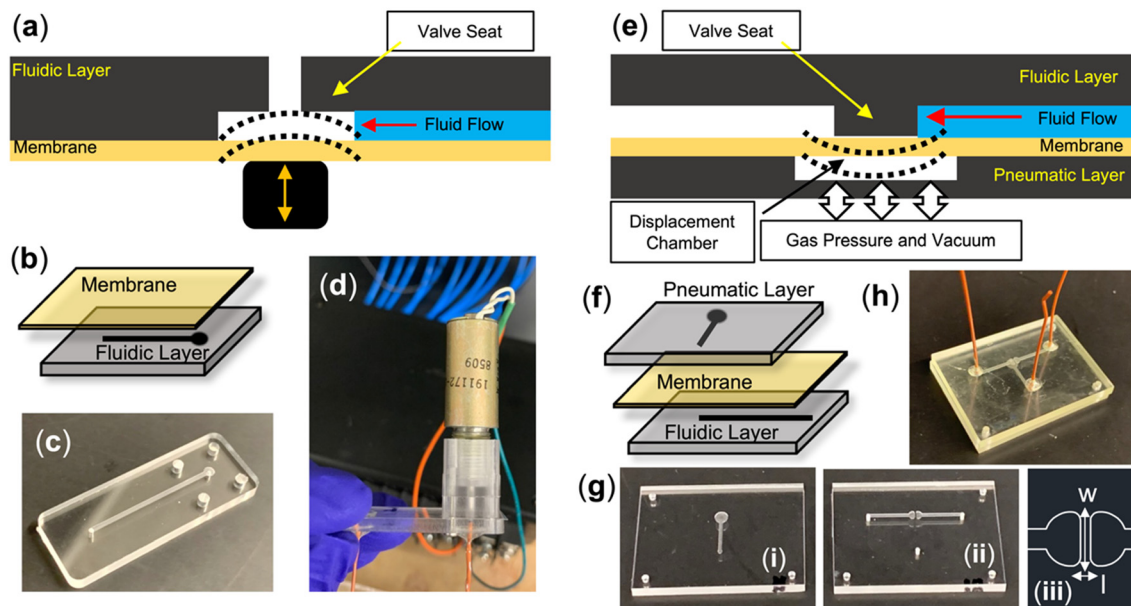 (a)
Valve Seat
Fluidic Layer
Fluid Flow
Membrane
(b)
Membrane
Fluidic Layer
(c)
(d)
191172
8509
(e)
Valve Seat
Fluidic Layer
Fluid Flow
Membrane
Pneumatic Layer
Displacement
Chamber
Gas Pressure and Vacuum
(f)
Pneumatic Layer
Membrane
Fluidic Layer
(h)
(g)
(i)
(ii)
W
(iii)
l